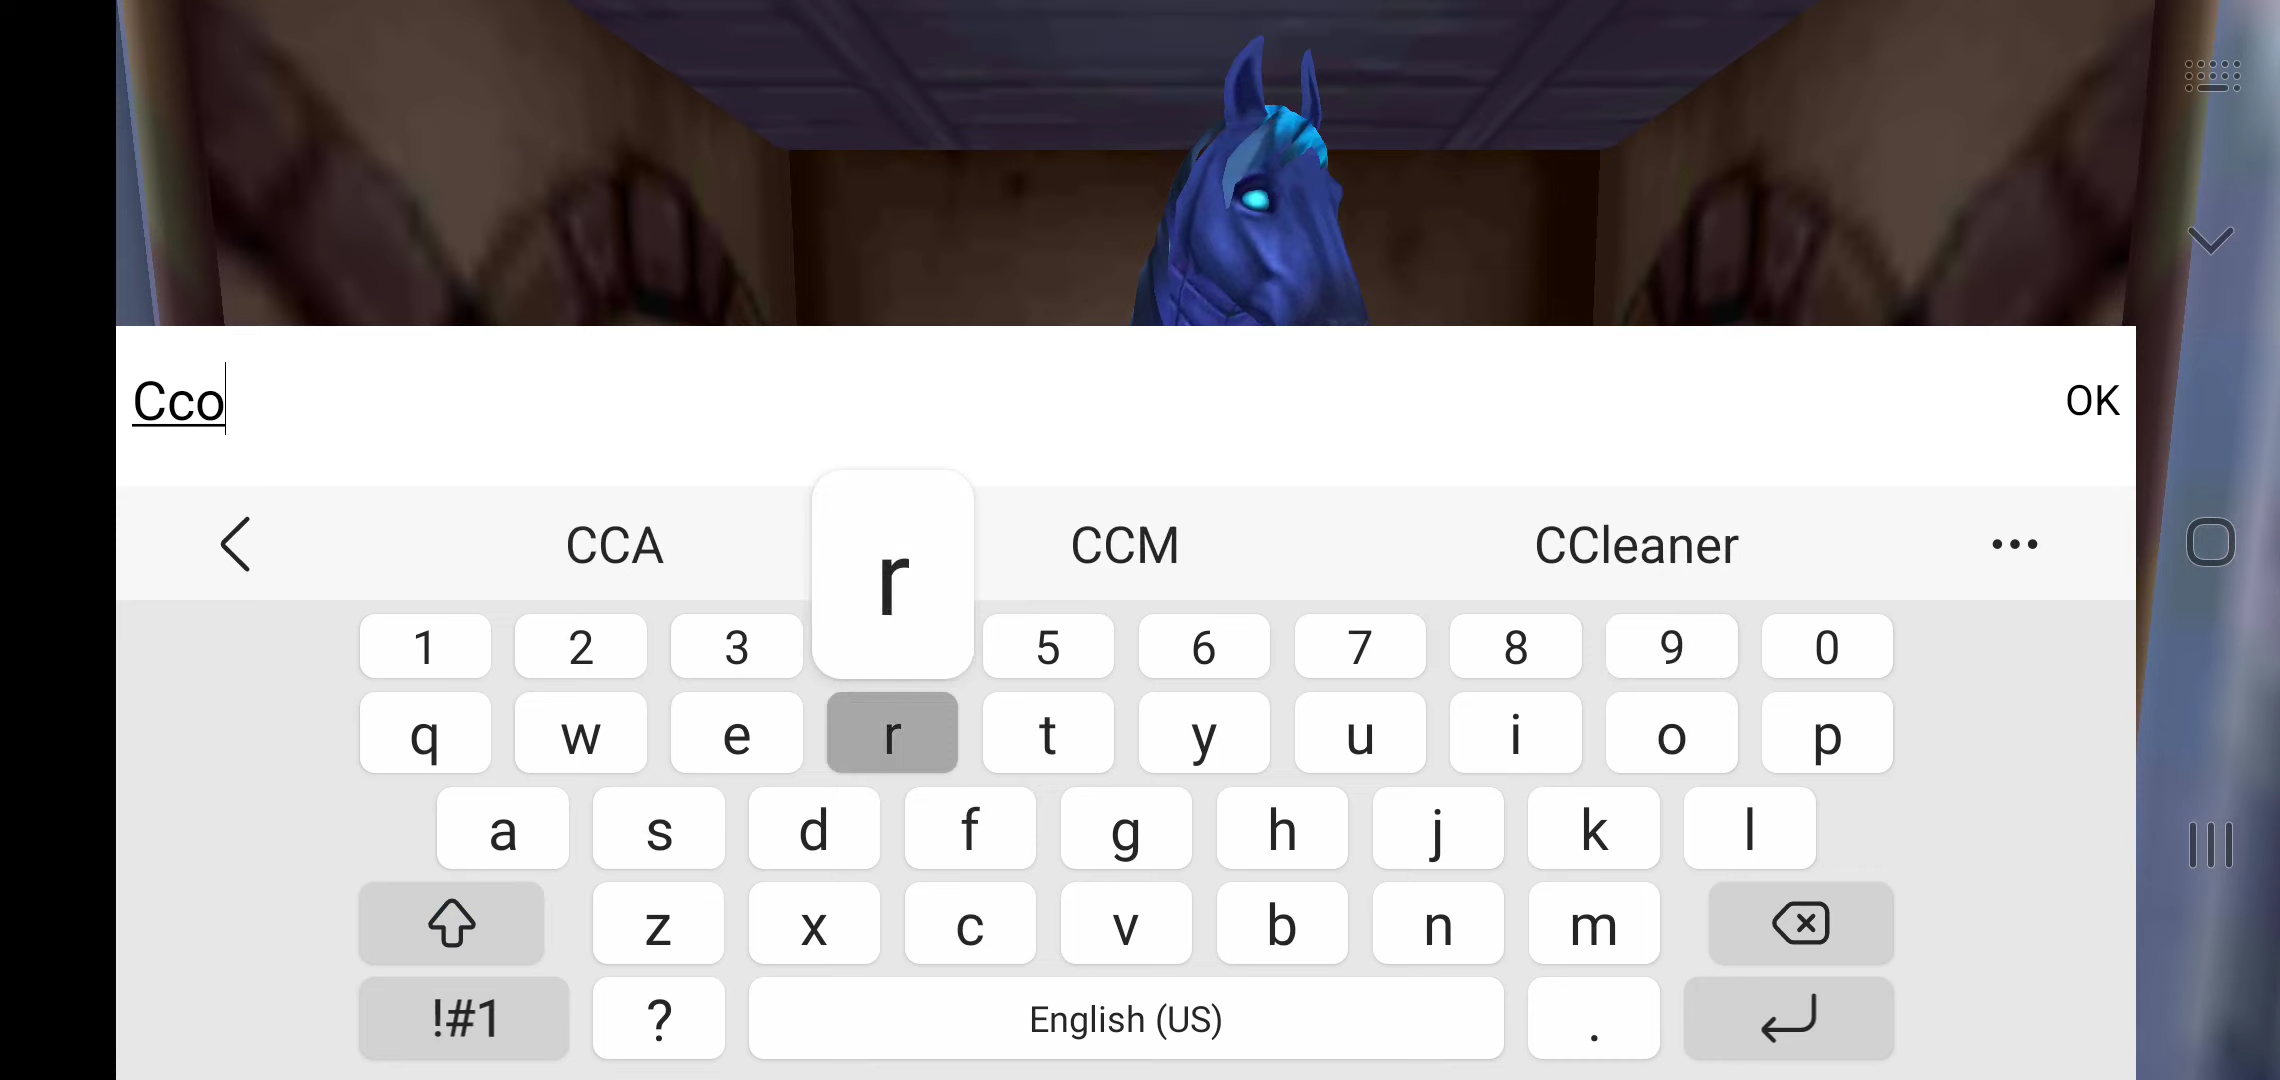 Cco
OK
CCA
CCM
CCleaner
r
1 2 3 5 6 7 8 9 0
q w e r t y u i o p
a s d f g h j k l
z x c v b n m
!#1 ? English (US) .